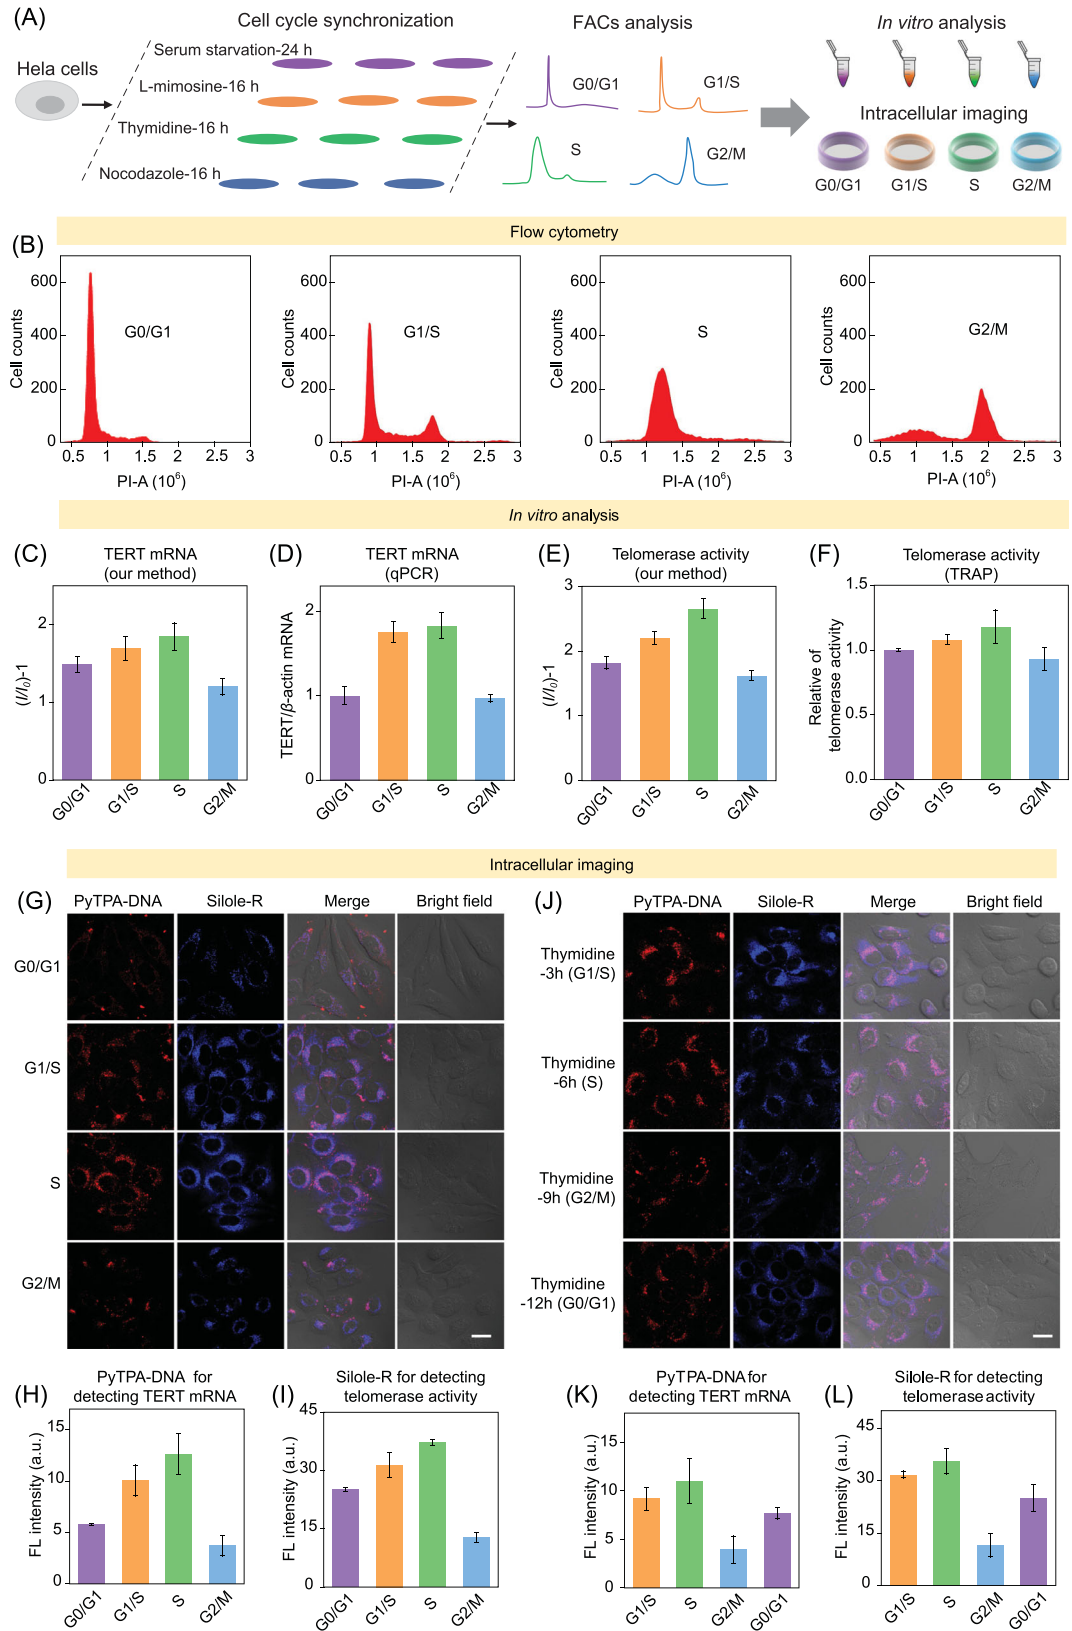 (A)
Cell cycle synchronization
FACs analysis
In vitro analysis
Hela cells
Serum starvation-24 h
L-mimosine-16 h
Thymidine-16 h
Nocodazole-16 h
G0/G1
G1/S
S
G2/M
Intracellular imaging
G0/G1 G1/S S G2/M
(B)
Flow cytometry
Cell counts
600
400
200
0
G0/G1
0.5 1 1.5 2 2.5 3
PI-A (10⁶)
Cell counts
600
400
200
0
G1/S
0.5 1 1.5 2 2.5 3
PI-A (10⁶)
Cell counts
600
400
200
0
S
0.5 1 1.5 2 2.5 3
PI-A (10⁶)
Cell counts
600
400
200
0
G2/M
0.5 1 1.5 2 2.5 3
PI-A (10⁶)
In vitro analysis
(C)
TERT mRNA
(our method)
(I/I₀)-1
2
1
0
G0/G1 G1/S S G2/M
(D)
TERT mRNA
(qPCR)
TERT/β-actin mRNA
2
1
0
G0/G1 G1/S S G2/M
(E)
Telomerase activity
(our method)
(I/I₀)-1
3
2
1
0
G0/G1 G1/S S G2/M
(F)
Telomerase activity
(TRAP)
Relative of
telomerase activity
1.5
1.0
0.5
0.0
G0/G1 G1/S S G2/M
Intracellular imaging
(G)
PyTPA-DNA Silole-R Merge Bright field
G0/G1
G1/S
S
G2/M
(J)
PyTPA-DNA Silole-R Merge Bright field
Thymidine
-3h (G1/S)
Thymidine
-6h (S)
Thymidine
-9h (G2/M)
Thymidine
-12h (G0/G1)
(H)
PyTPA-DNA for
detecting TERT mRNA
FL intensity (a.u.)
15
10
5
0
G0/G1 G1/S S G2/M
(I)
Silole-R for detecting
telomerase activity
FL intensity (a.u.)
45
30
15
0
G0/G1 G1/S S G2/M
(K)
PyTPA-DNA for
detecting TERT mRNA
FL intensity (a.u.)
15
10
5
0
G1/S S G2/M G0/G1
(L)
Silole-R for detecting
telomerase activity
FL intensity (a.u.)
45
30
15
0
G1/S S G2/M G0/G1